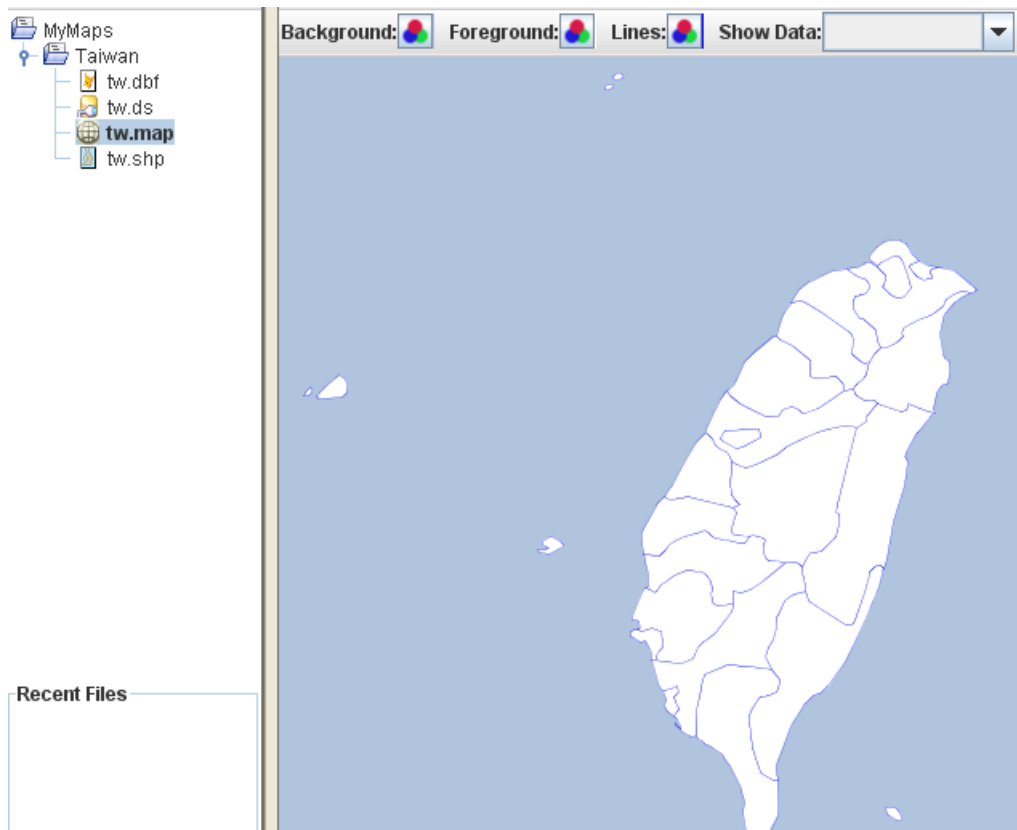 MyMaps
Taiwan
tw.dbf
tw.ds
tw.map
tw.shp
Recent Files
Background: Foreground: Lines: Show Data: